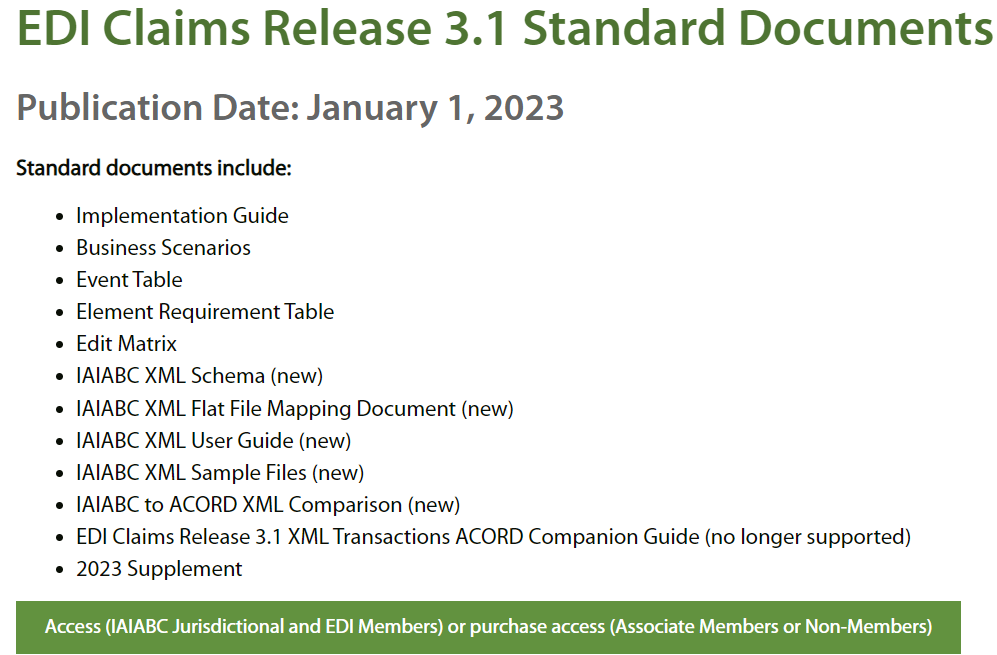 EDI Claims Release 3.1 Standard Documents
Publication Date: January 1, 2023
Standard documents include:
• Implementation Guide
• Business Scenarios
• Event Table
• Element Requirement Table
• Edit Matrix
• IAIABC XML Schema (new)
• IAIABC XML Flat File Mapping Document (new)
• IAIABC XML User Guide (new)
• IAIABC XML Sample Files (new)
• IAIABC to ACORD XML Comparison (new)
• EDI Claims Release 3.1 XML Transactions ACORD Companion Guide (no longer supported)
• 2023 Supplement
Access (IAIABC Jurisdictional and EDI Members) or purchase access (Associate Members or Non-Members)